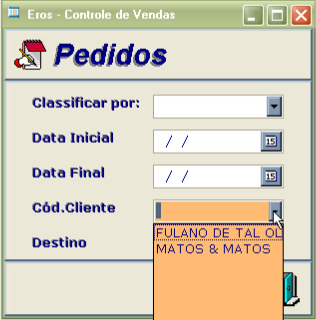 Eros - Controle de Vendas
Pedidos
Classificar por:
Data Inicial / /
Data Final / /
Cód.Cliente
FULANO DE TAL OL
MATOS & MATOS
Destino